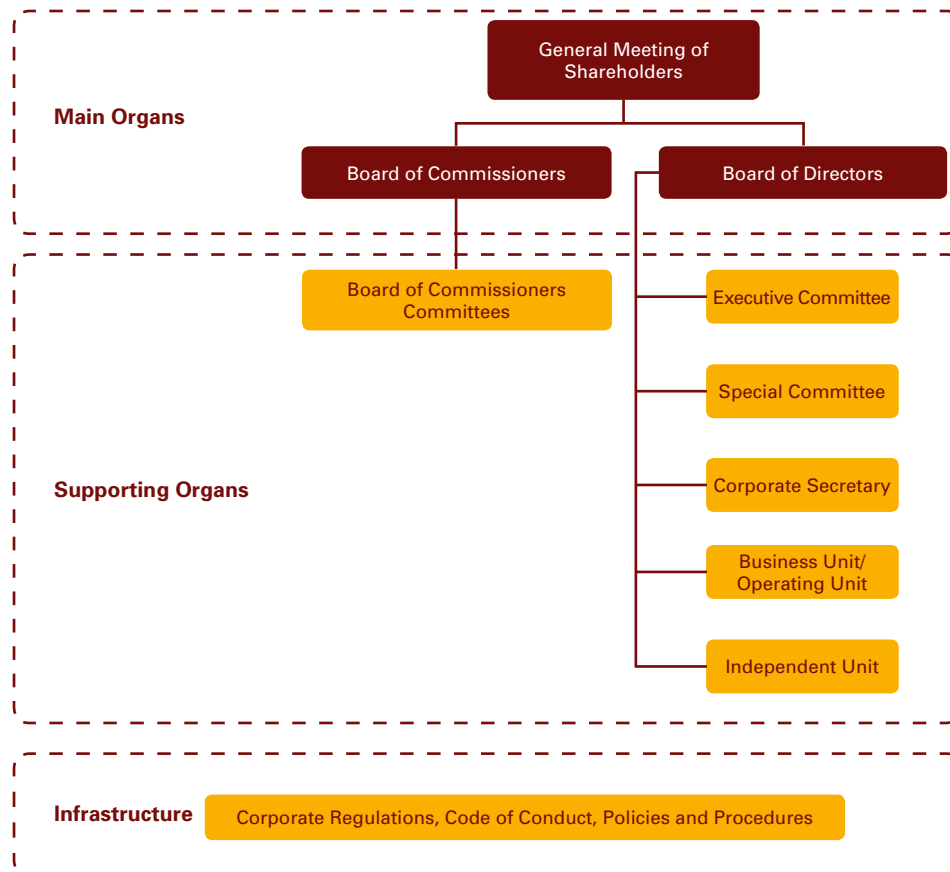 General Meeting of
Shareholders
Main Organs
Board of Commissioners
Board of Directors
Board of Commissioners
Committees
Executive Committee
Special Committee
Supporting Organs
Corporate Secretary
Business Unit/
Operating Unit
Independent Unit
Infrastructure
Corporate Regulations, Code of Conduct, Policies and Procedures